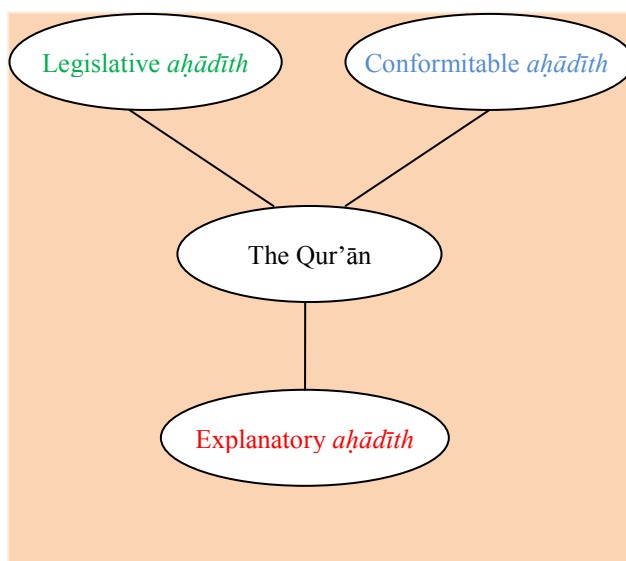 Legislative aḥādīth
Conformitable aḥādīth
The Qur’ān
Explanatory aḥādīth